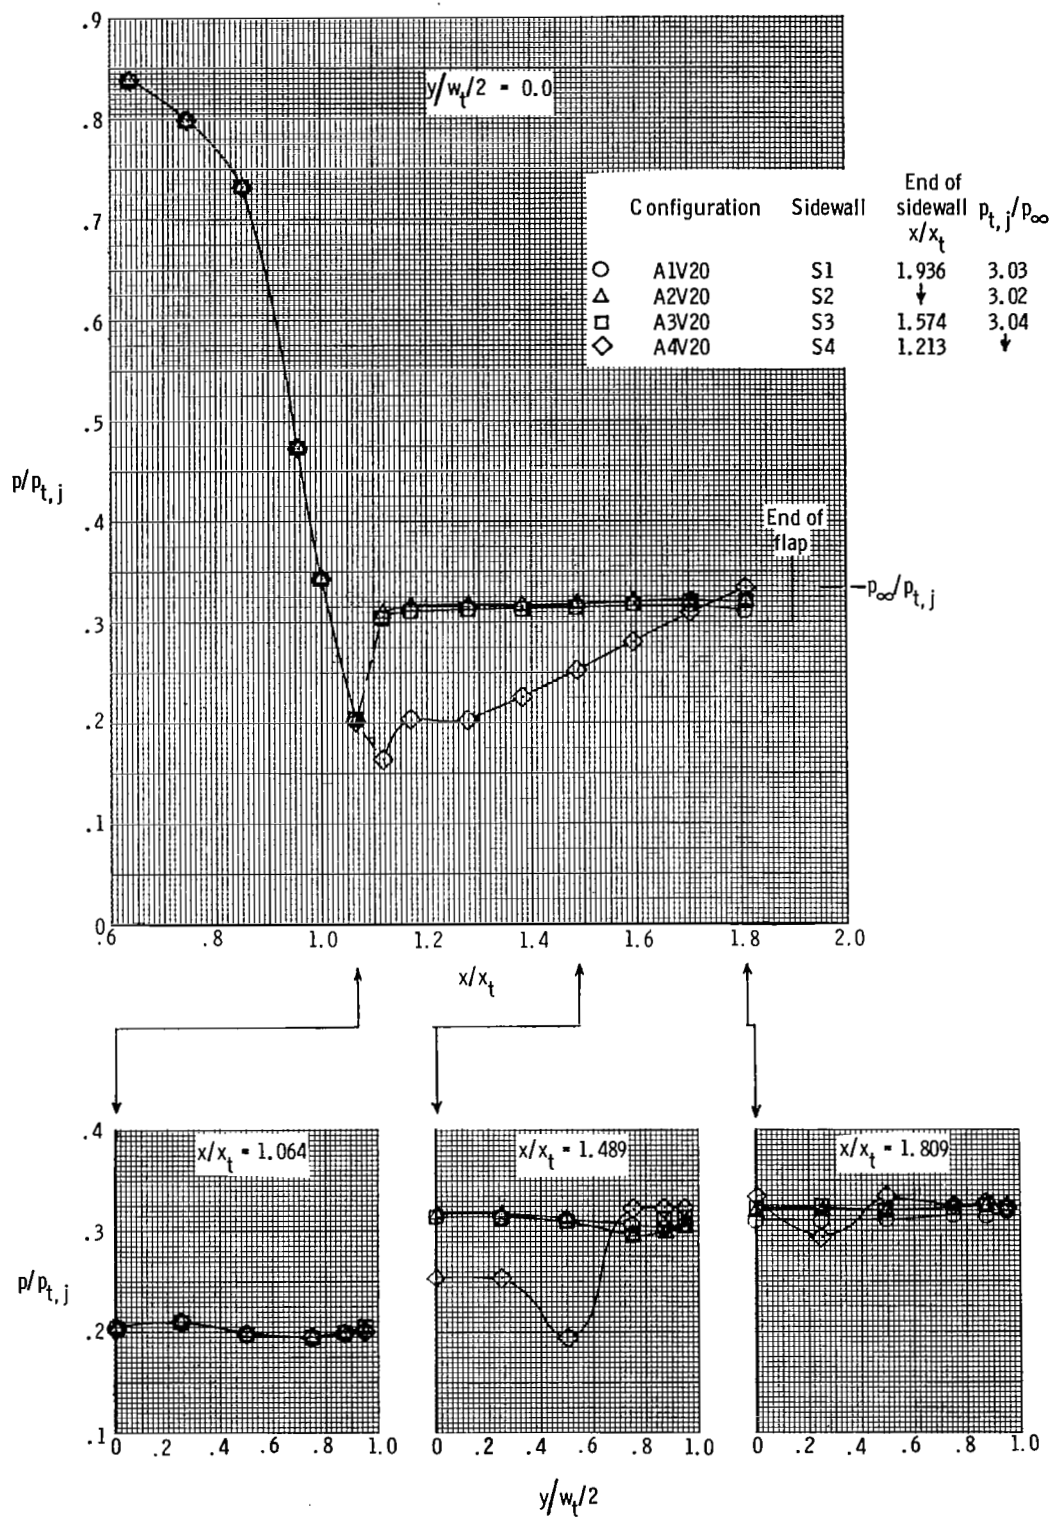 .9
y/w_t/2 = 0.0
.8
.7
.6
.5
.4
.3
.2
.1
0
p/p_t,j
End of
Configuration Sidewall sidewall p_t,j/p_∞
x/x_t
○ A1V20 S1 1.936 3.03
△ A2V20 S2 ↓ 3.02
□ A3V20 S3 1.574 3.04
◇ A4V20 S4 1.213 ↓
End of
flap
p_∞/p_t,j
.6 .8 1.0 1.2 1.4 1.6 1.8 2.0
x/x_t
.4
.3
.2
.1
p/p_t,j
x/x_t = 1.064
x/x_t = 1.489
x/x_t = 1.809
0 .2 .4 .6 .8 1.0
0 .2 .4 .6 .8 1.0
0 .2 .4 .6 .8 1.0
y/w_t/2